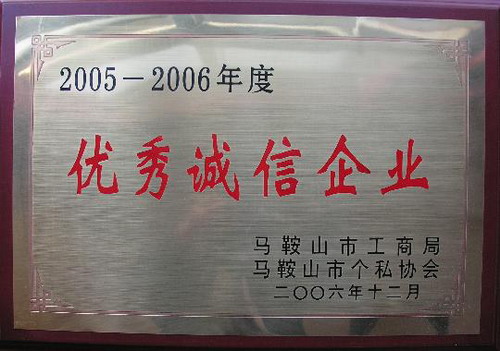 2005－2006年度
优秀诚信企业
马鞍山市工商局
马鞍山市个私协会
二〇〇六年十二月